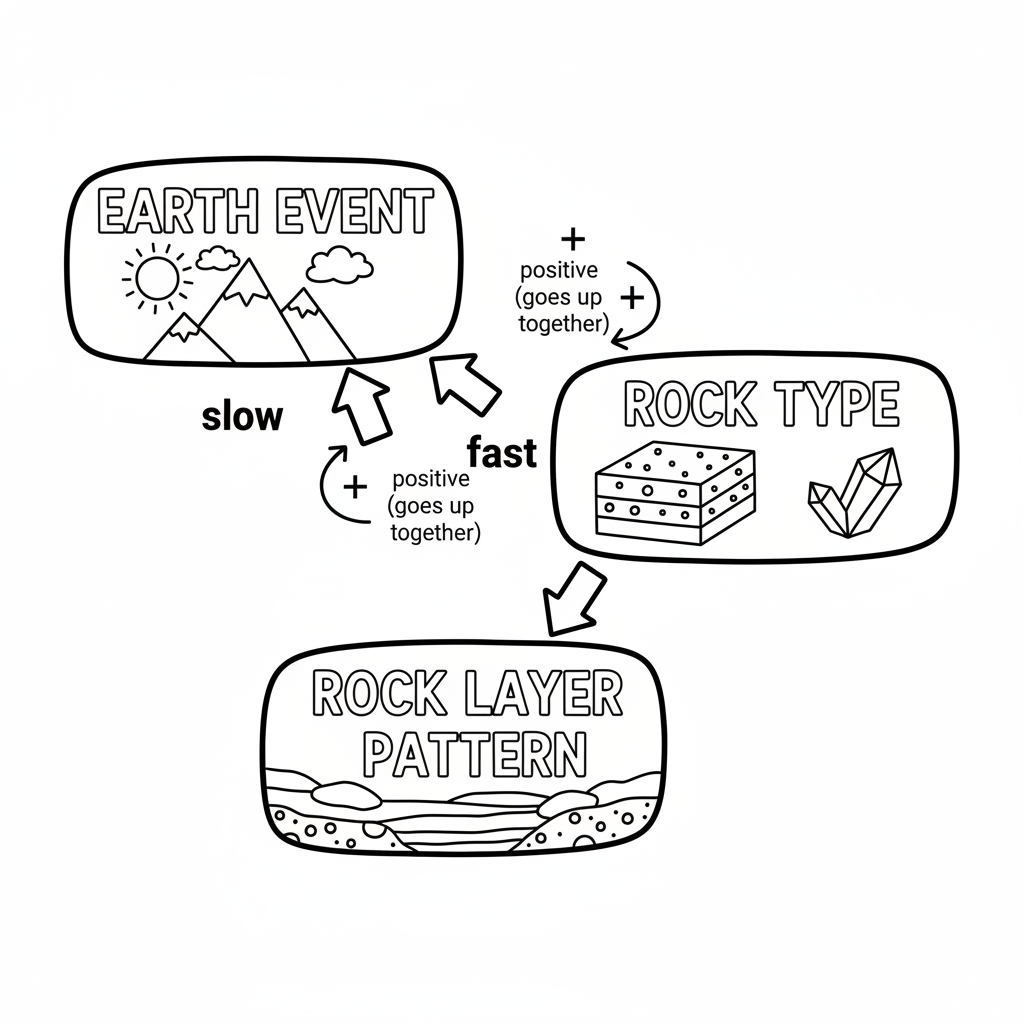 EARTH EVENT
+
positive
(goes up
together)
+
ROCK TYPE
slow
fast
+
positive
(goes up
together)
ROCK LAYER
PATTERN